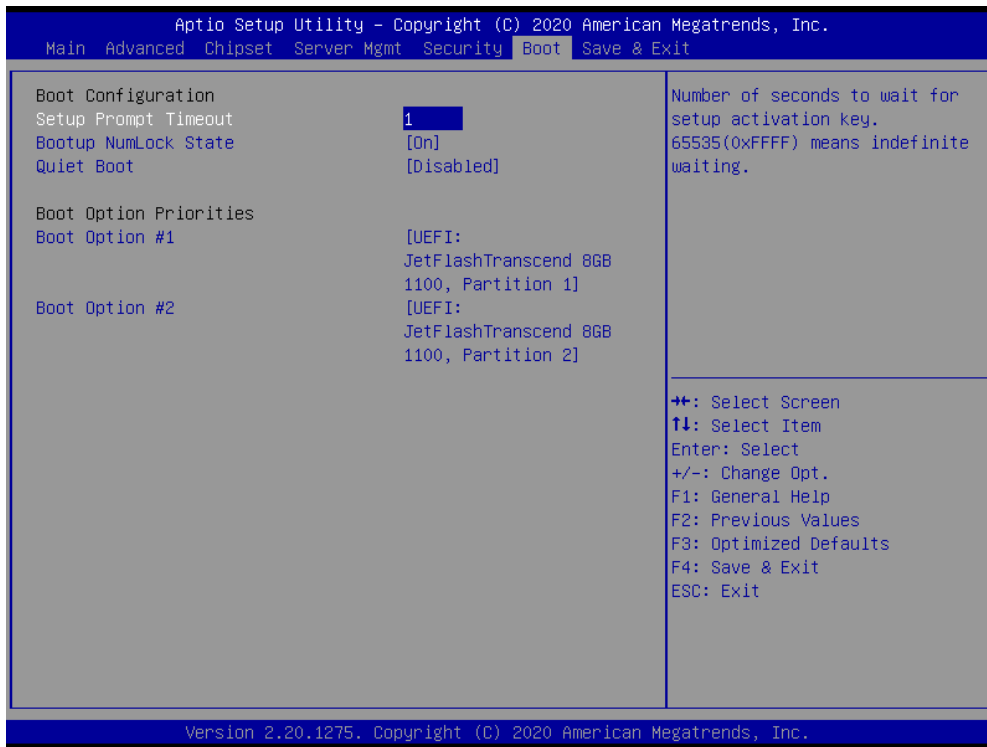 Aptio Setup Utility – Copyright (C) 2020 American Megatrends, Inc.
Main Advanced Chipset Server Mgmt Security Boot Save & Exit
Boot Configuration
Setup Prompt Timeout 1
Bootup NumLock State [On]
Quiet Boot [Disabled]
Boot Option Priorities
Boot Option #1 [UEFI:
JetFlashTranscend 8GB
1100, Partition 1]
Boot Option #2 [UEFI:
JetFlashTranscend 8GB
1100, Partition 2]
Number of seconds to wait for
setup activation key.
65535(0xFFFF) means indefinite
waiting.
→←: Select Screen
↑↓: Select Item
Enter: Select
+/-: Change Opt.
F1: General Help
F2: Previous Values
F3: Optimized Defaults
F4: Save & Exit
ESC: Exit
Version 2.20.1275. Copyright (C) 2020 American Megatrends, Inc.